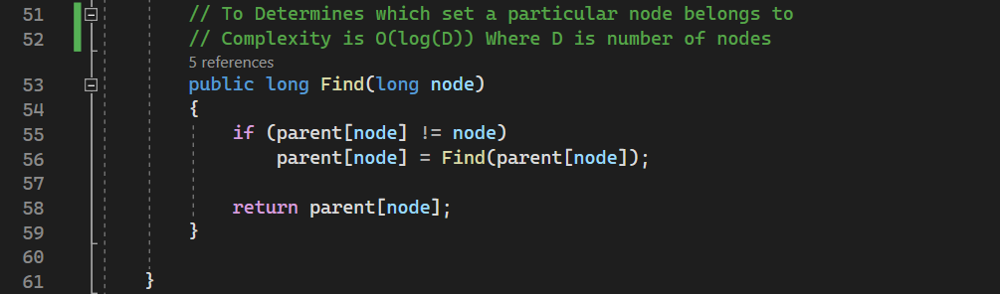 51 // To Determines which set a particular node belongs to
52 // Complexity is O(log(D)) Where D is number of nodes
5 references
53 public long Find(long node)
54 {
55 if (parent[node] != node)
56 parent[node] = Find(parent[node]);
57
58 return parent[node];
59 }
60
61 }